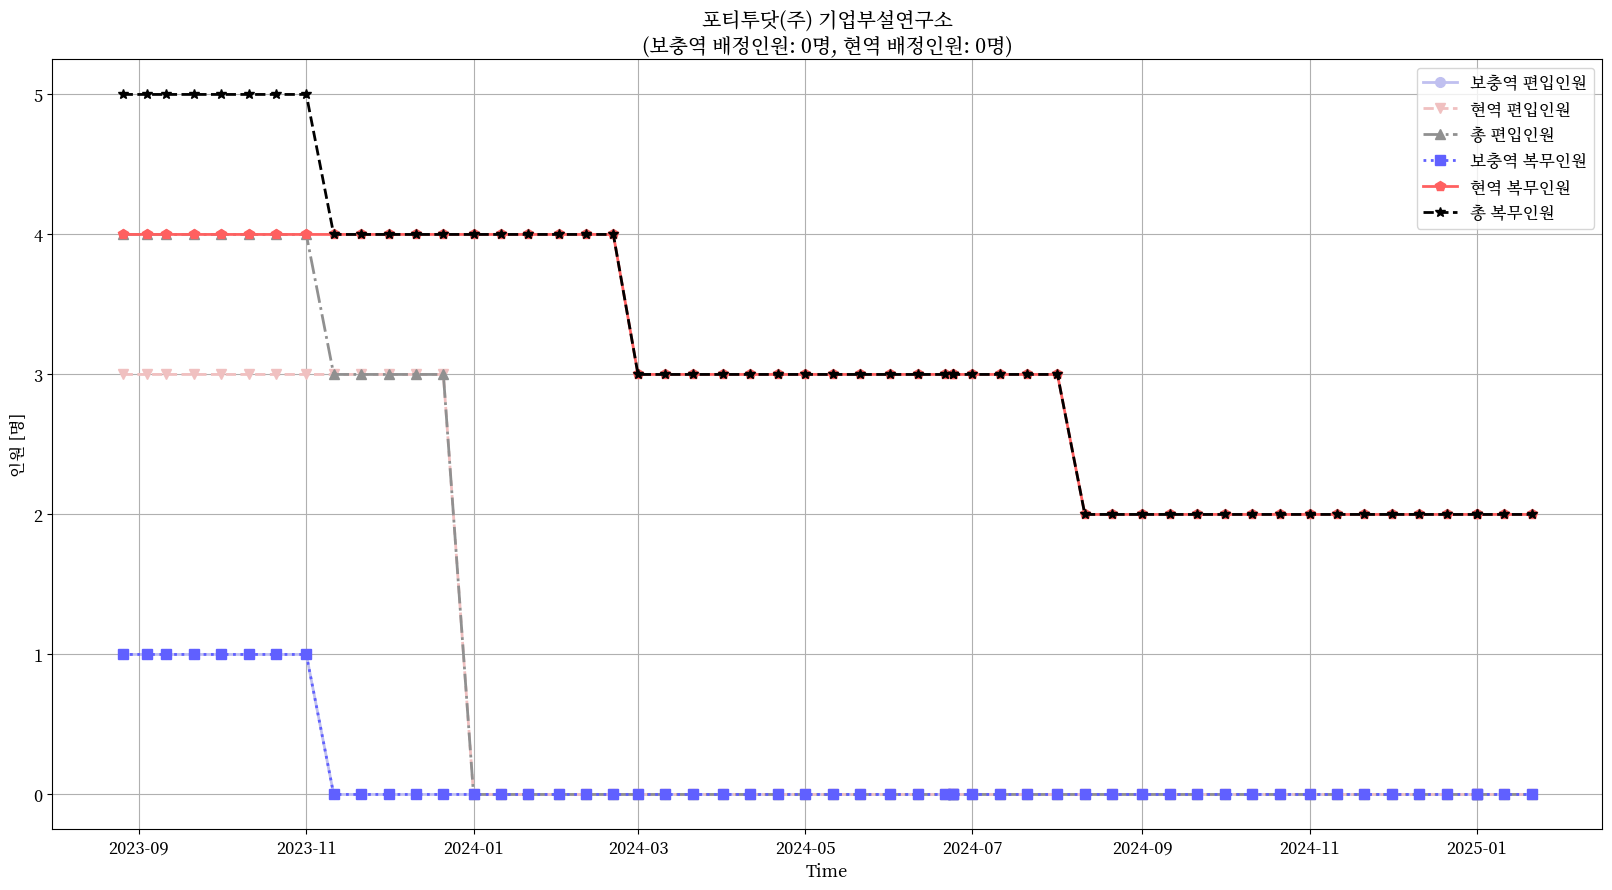 포티투닷(주) 기업부설연구소
(보충역 배정인원: 0명, 현역 배정인원: 0명)
보충역 편입인원
현역 편입인원
총 편입인원
보충역 복무인원
현역 복무인원
총 복무인원
인원 [명]
5
4
3
2
1
0
2023-09
2023-11
2024-01
2024-03
2024-05
2024-07
2024-09
2024-11
2025-01
Time